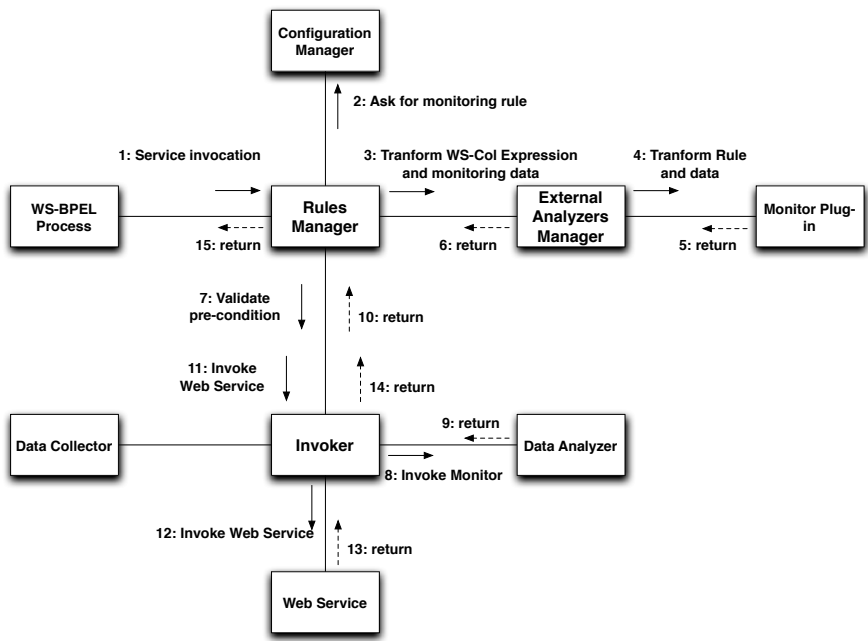 Configuration
Manager
2: Ask for monitoring rule
1: Service invocation
3: Tranform WS-Col Expression
and monitoring data
4: Tranform Rule
and data
WS-BPEL
Process
Rules
Manager
External
Analyzers
Manager
Monitor Plug-
in
15: return
6: return
5: return
7: Validate
pre-condition
10: return
11: Invoke
Web Service
14: return
9: return
Data Collector
Invoker
Data Analyzer
8: Invoke Monitor
12: Invoke Web Service
13: return
Web Service